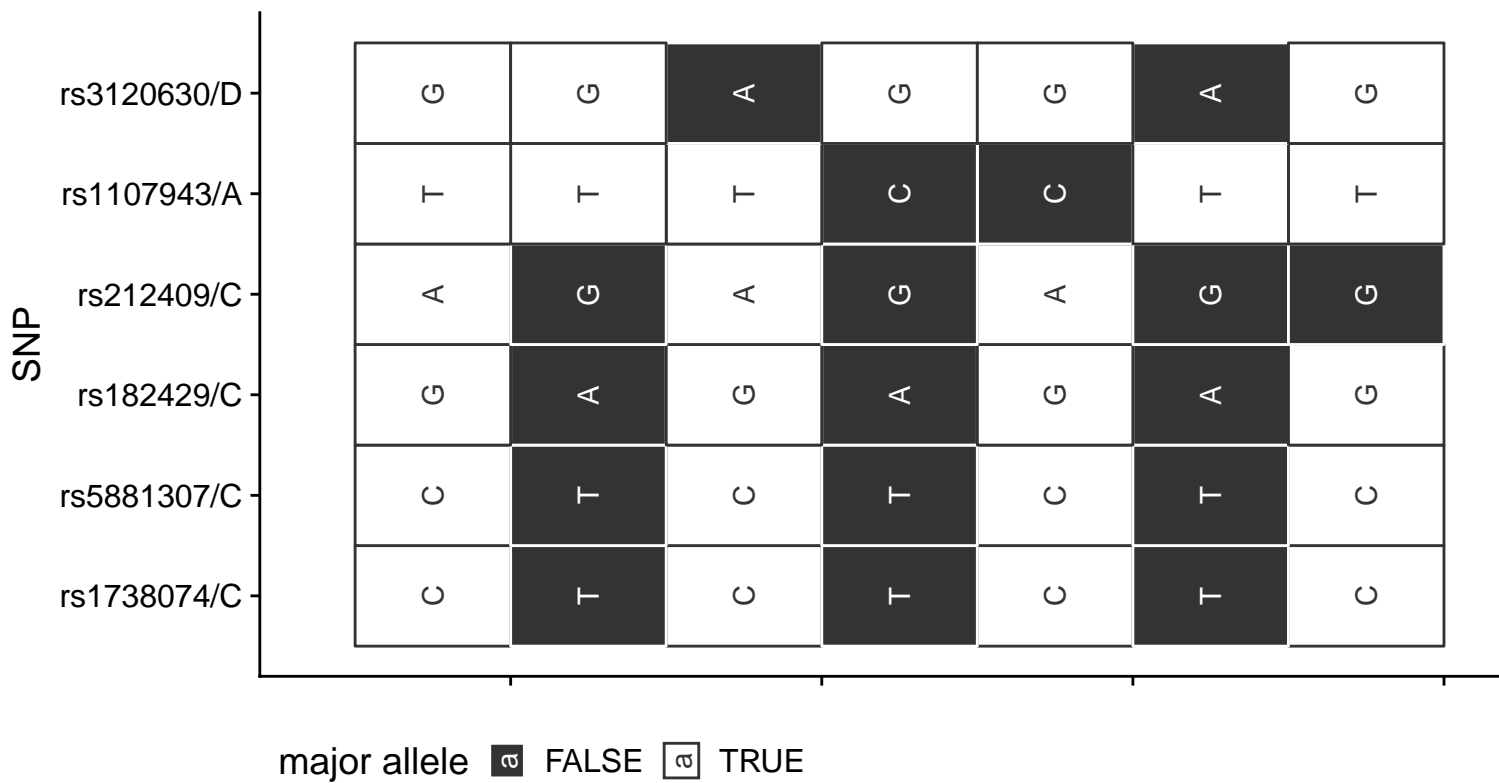 SNP
rs3120630/D G G A G G A G
rs1107943/A T T T C C T T
rs212409/C A G A G A G G
rs182429/C G A G A G A G
rs5881307/C C T C T C T C
rs1738074/C C T C T C T C
major allele a FALSE a TRUE